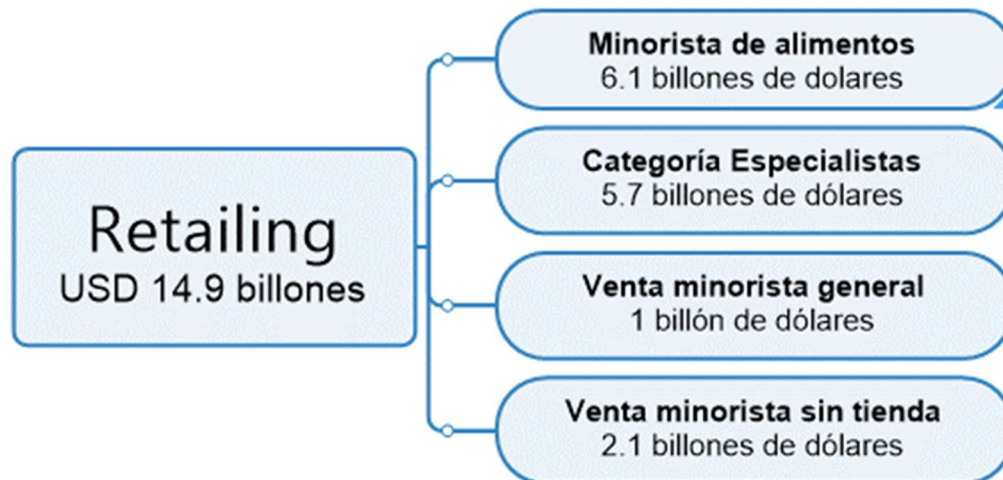 Retailing
USD 14.9 billones
Minorista de alimentos
6.1 billones de dolares
Categoría Especialistas
5.7 billones de dólares
Venta minorista general
1 billón de dólares
Venta minorista sin tienda
2.1 billones de dólares